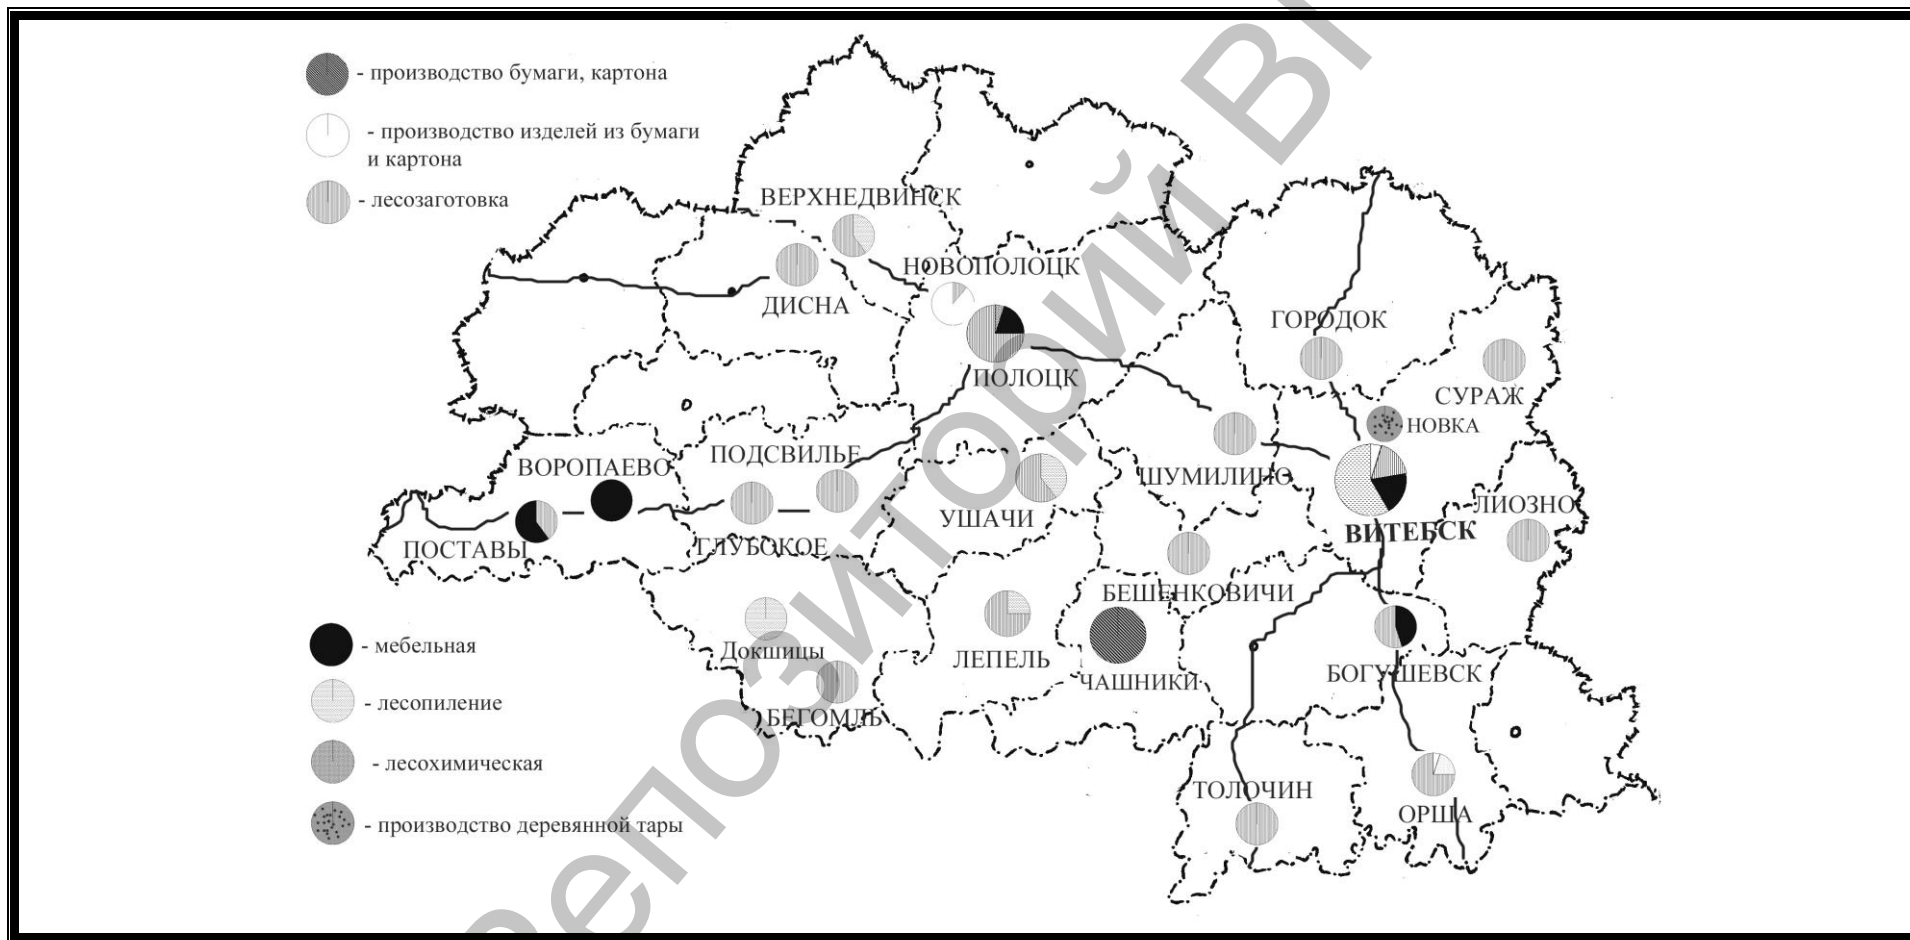 - производство бумаги, картона
- производство изделей из бумаги
и картона
- лесозаготовка
ВЕРХНЕДВИНСК
НОВОПОЛОЦК
ДИСНА
ГОРОДОК
ПОЛОЦК
СУРАЖ
НОВКА
ПОДСВИЛЬЕ
ВОРОПАЕВО
ШУМИЛИНО
ЛИОЗНО
УШАЧИ
ВИТЕБСК
ПОСТАВЫ
ГЛУБОКОЕ
БЕШЕНКОВИЧИ
Докшицы
ЛЕПЕЛЬ
БОГУШЕВСК
ЧАШНИКИ
БЕГОМЛЬ
ТОЛОЧИН
ОРША
- мебельная
- лесопиление
- лесохимическая
- производство деревянной тары
Репозиторий В